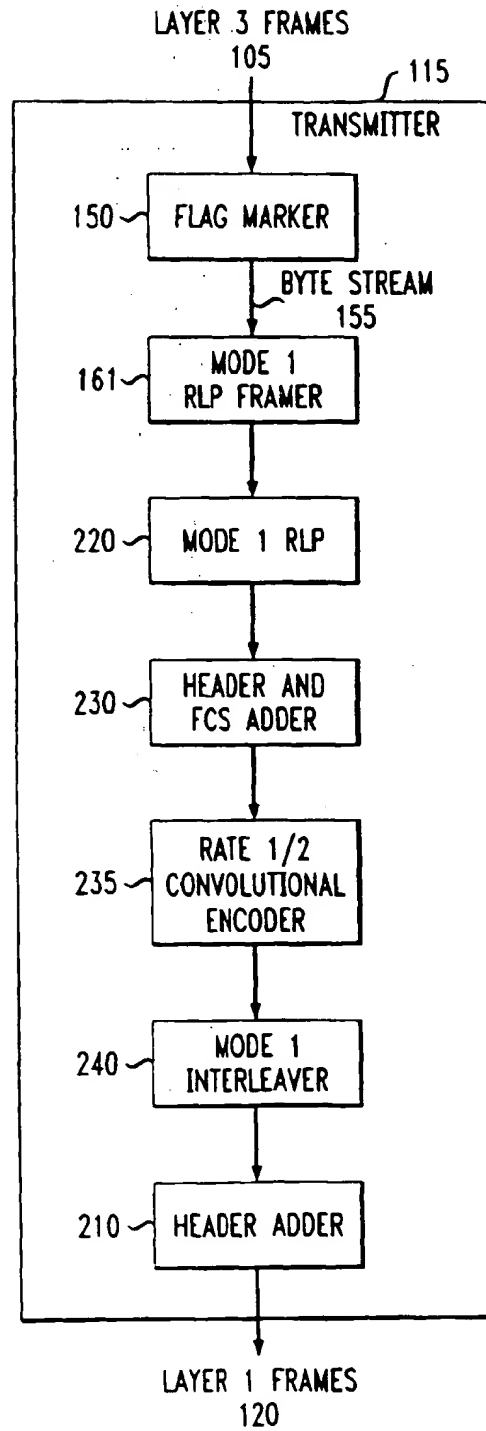 LAYER 3 FRAMES
105
115
TRANSMITTER
150
FLAG MARKER
BYTE STREAM
155
161
MODE 1
RLP FRAMER
220
MODE 1 RLP
230
HEADER AND
FCS ADDER
235
RATE 1/2
CONVOLUTIONAL
ENCODER
240
MODE 1
INTERLEAVER
210
HEADER ADDER
LAYER 1 FRAMES
120